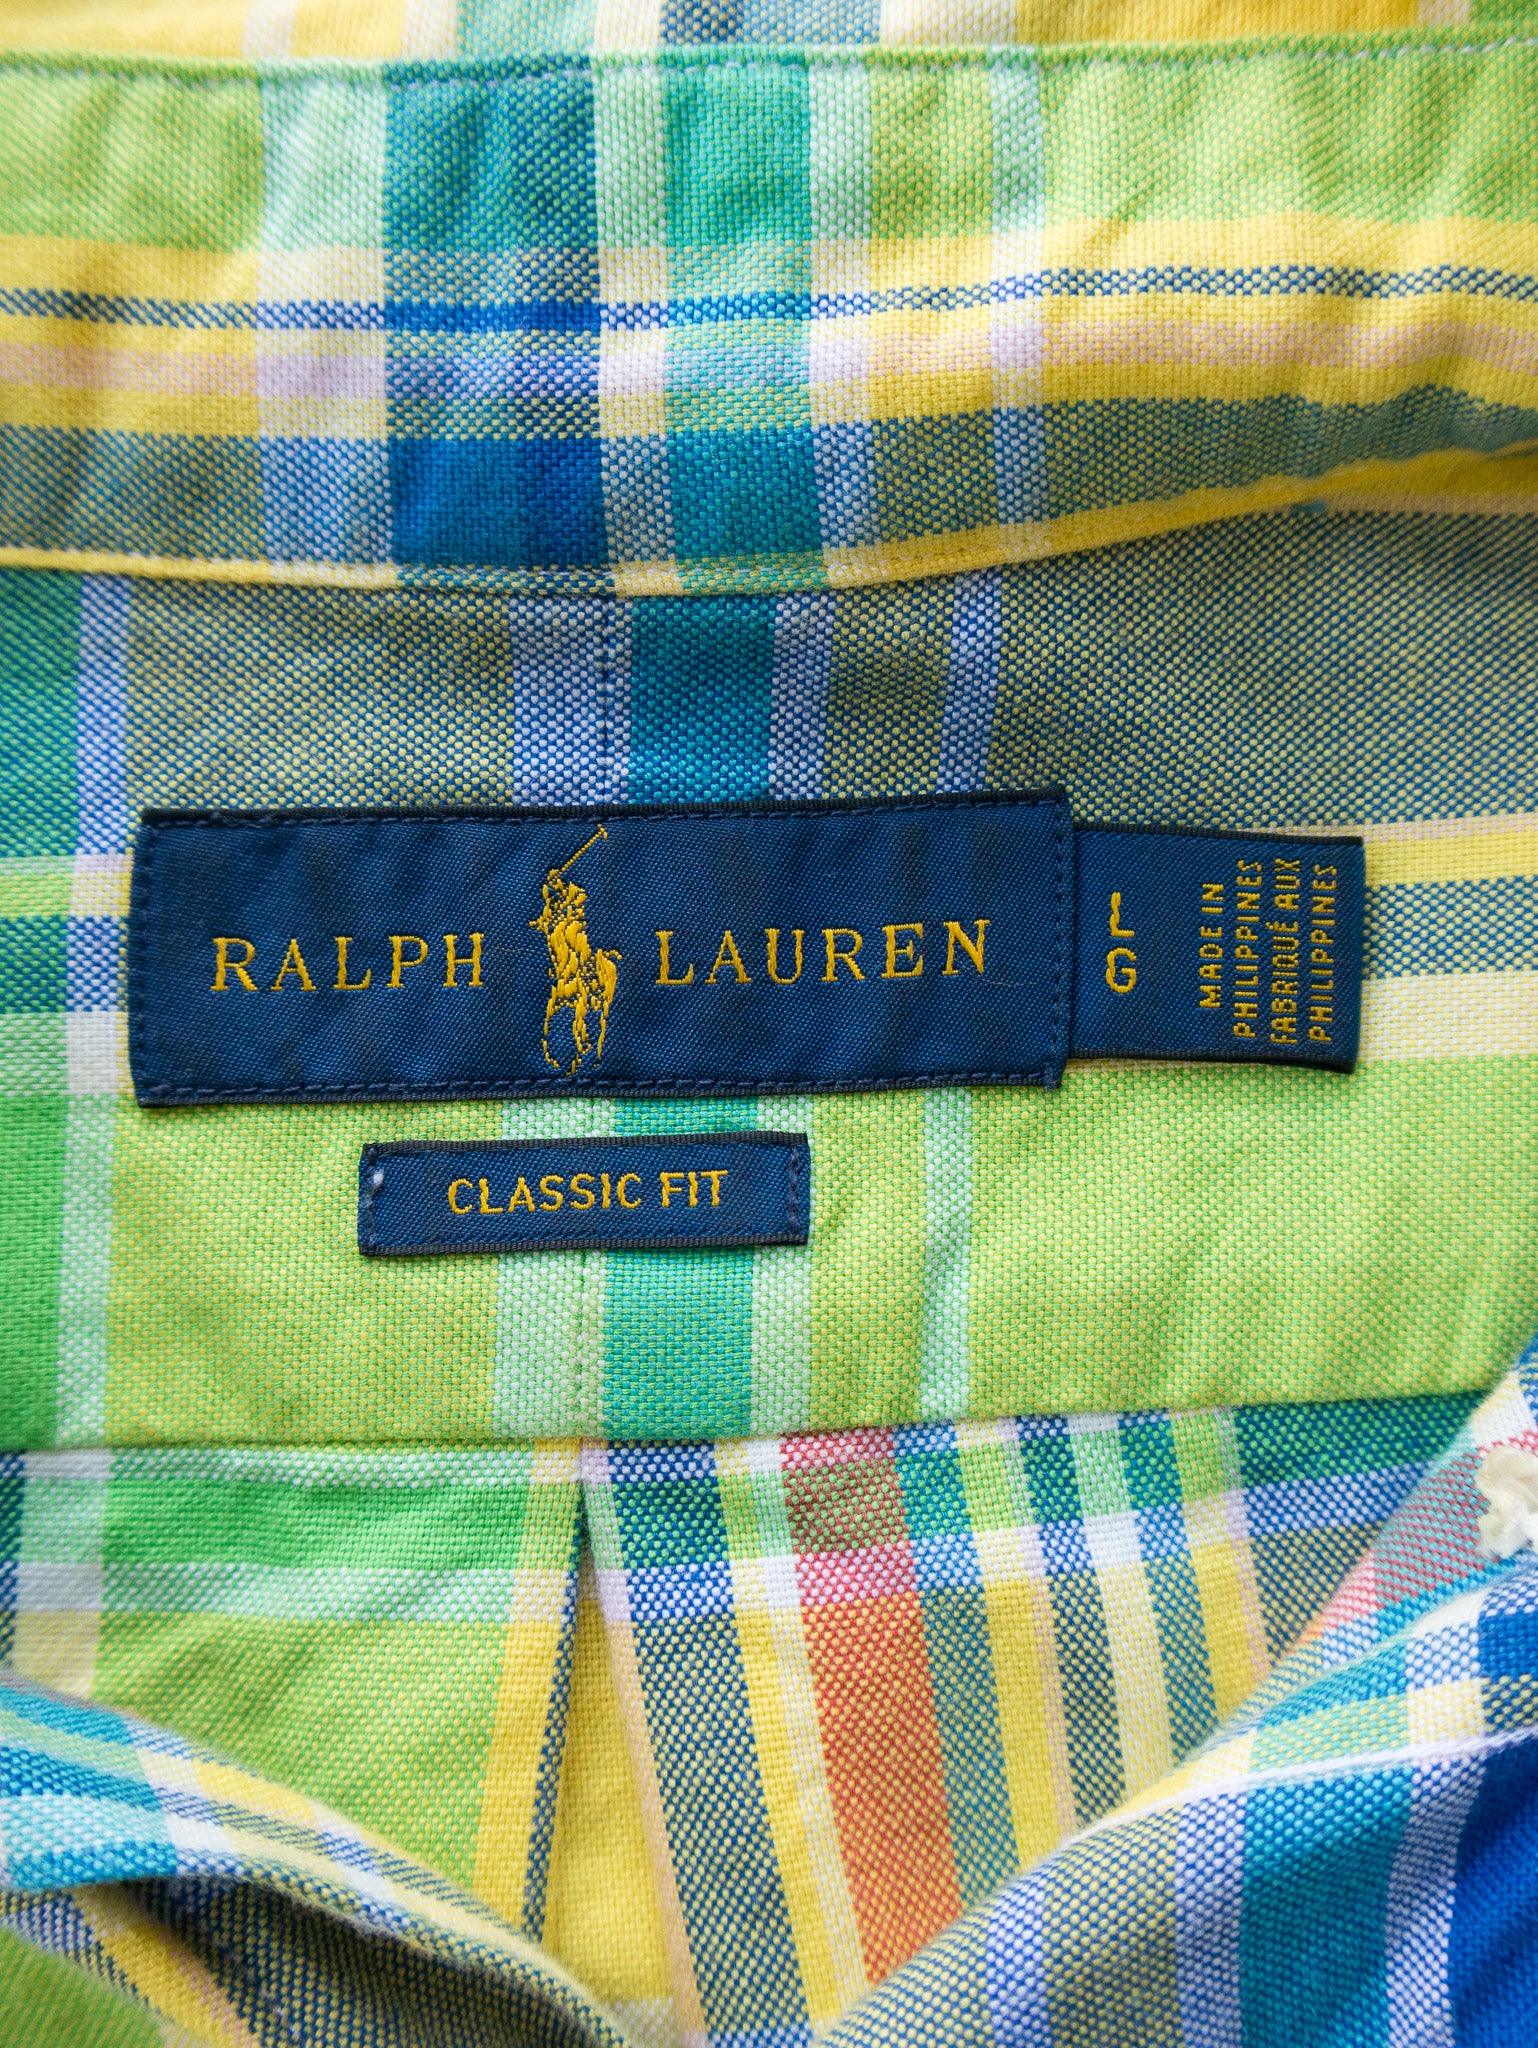 RALPH LAUREN
L
G
MADE IN
PHILIPPINES
FABRIQUÉ AUX
PHILIPPINES
CLASSIC FIT